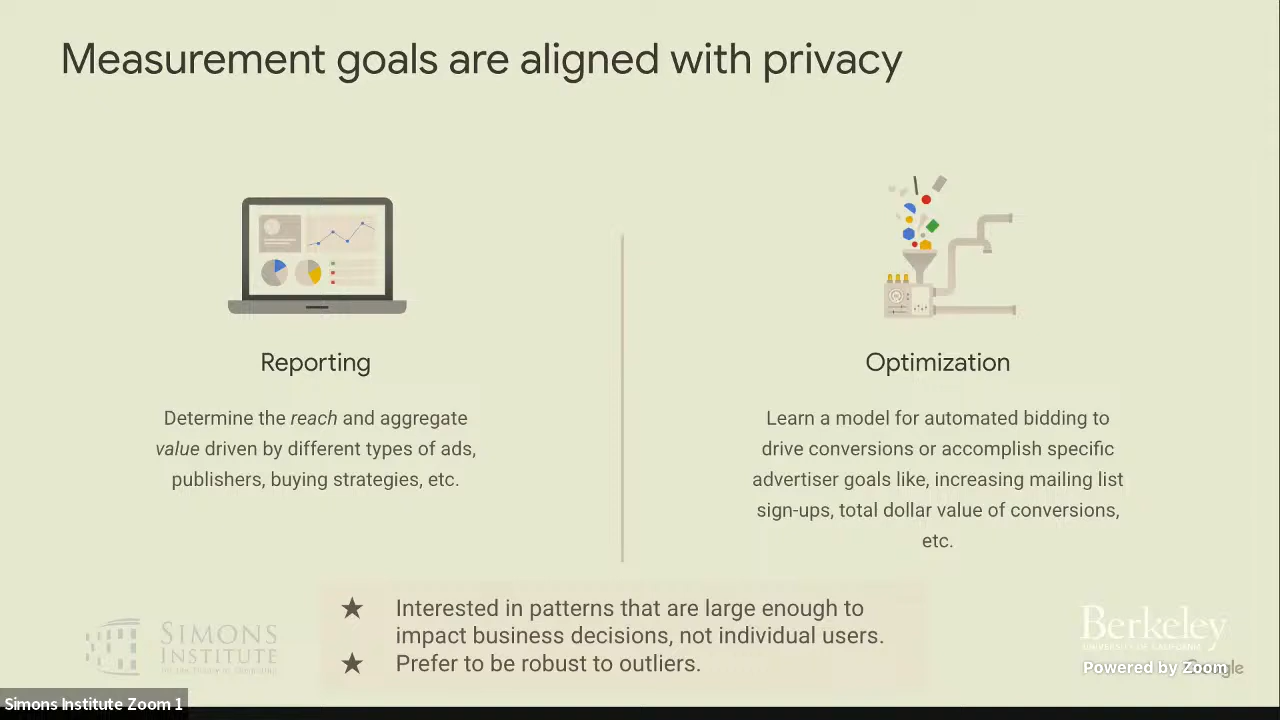 Measurement goals are aligned with privacy
Reporting
Determine the reach and aggregate
value driven by different types of ads,
publishers, buying strategies, etc.
Optimization
Learn a model for automated bidding to
drive conversions or accomplish specific
advertiser goals like, increasing mailing list
sign-ups, total dollar value of conversions,
etc.
★ Interested in patterns that are large enough to
impact business decisions, not individual users.
★ Prefer to be robust to outliers.
SIMONS
INSTITUTE
Berkeley
UNIVERSITY OF CALIFORNIA
Powered by Zoom
Google
Simons Institute Zoom 1